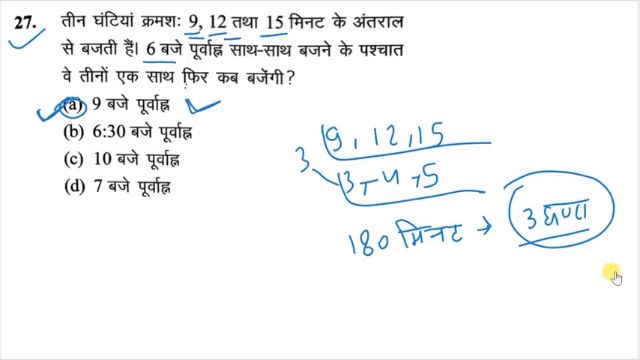 27. तीन घंटियां क्रमशः 9, 12 तथा 15 मिनट के अंतराल
से बजती हैं। 6 बजे पूर्वाह्न साथ-साथ बजने के पश्चात
वे तीनों एक साथ फिर कब बजेंगी?
(a) 9 बजे पूर्वाह्न
(b) 6:30 बजे पूर्वाह्न
(c) 10 बजे पूर्वाह्न
(d) 7 बजे पूर्वाह्न
3 9, 12, 15
3, 4, 5
180 मिनट → 3 घण्टा